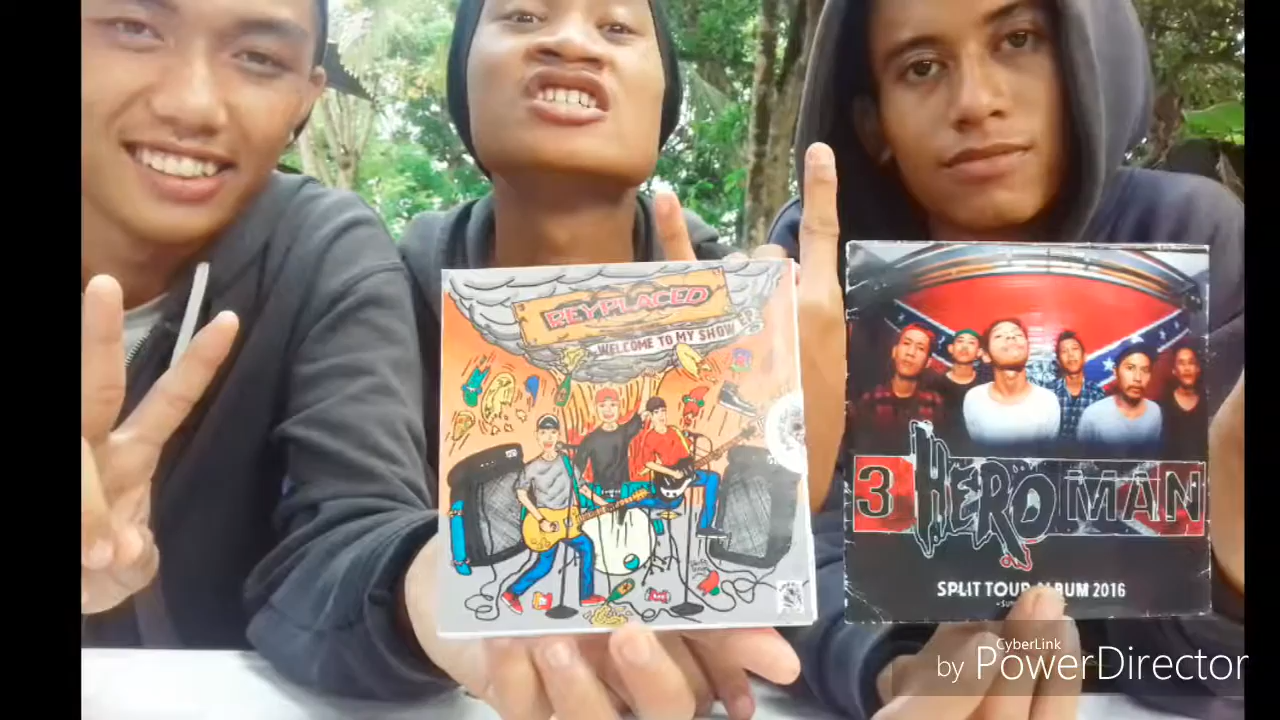 REYPLACED
WELCOME TO MY SHOW EP
3 HERO MAN
SPLIT TOUR ALBUM 2016
CyberLink
by PowerDirector